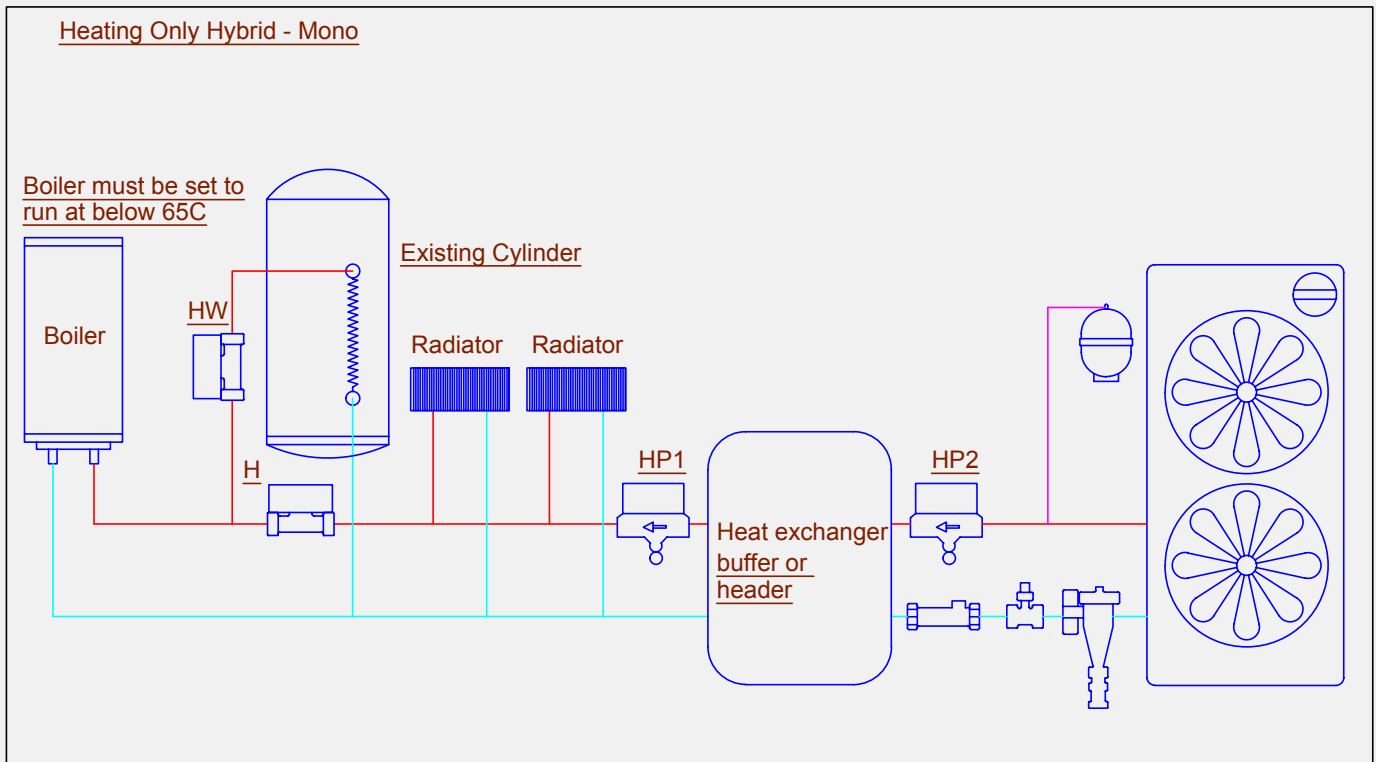 Heating Only Hybrid - Mono
Boiler must be set to
run at below 65C
Existing Cylinder
HW
Boiler
Radiator
Radiator
H
HP1
HP2
Heat exchanger
buffer or
header